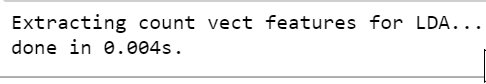 Extracting count vect features for LDA...
done in 0.004s.